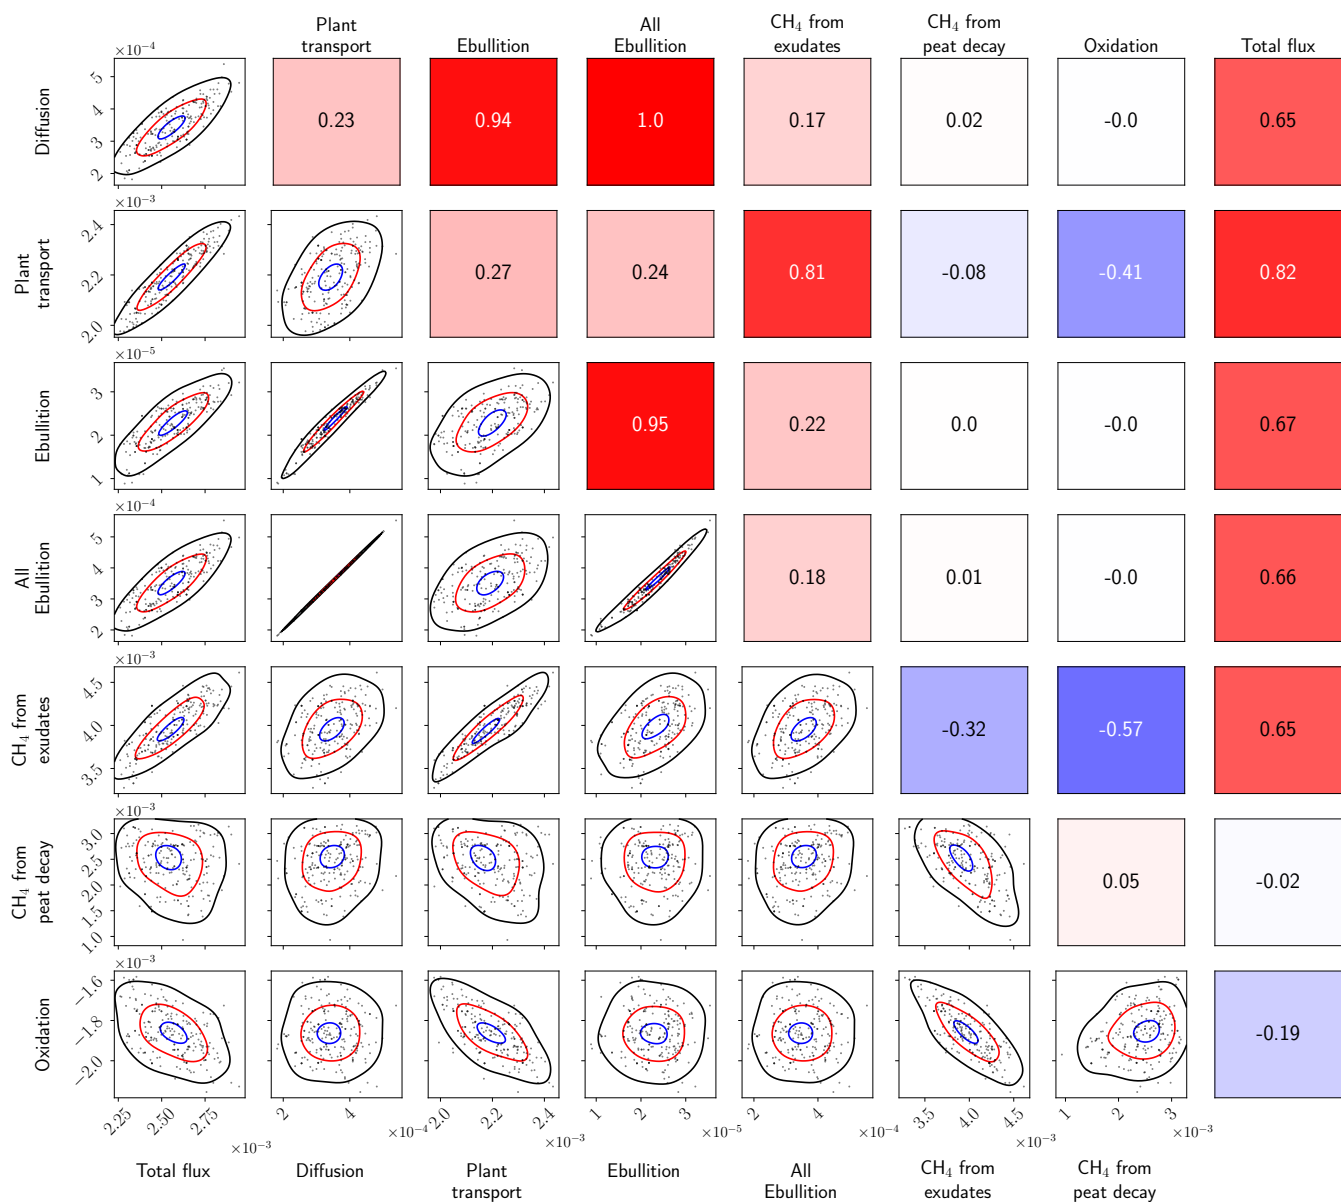 Plant
transport
Ebullition
All
Ebullition
CH₄ from
exudates
CH₄ from
peat decay
Oxidation
Total flux
×10⁻⁴
Diffusion
5
4
3
2
0.23
0.94
1.0
0.17
0.02
-0.0
0.65
×10⁻³
Plant
transport
2.4
2.2
2.0
0.27
0.24
0.81
-0.08
-0.41
0.82
×10⁻⁵
Ebullition
3
2
1
0.95
0.22
0.0
-0.0
0.67
×10⁻⁴
All
Ebullition
5
4
3
2
0.18
0.01
-0.0
0.66
×10⁻³
CH₄ from
exudates
4.5
4.0
3.5
-0.32
-0.57
0.65
×10⁻³
CH₄ from
peat decay
3.0
2.5
2.0
1.5
1.0
0.05
-0.02
×10⁻³
Oxidation
−1.6
−1.8
−2.0
-0.19
2.25 2.50 2.75
2 4
2.0 2.2 2.4
1 2 3
2 4
3.5 4.0 4.5
1 2 3
×10⁻³ ×10⁻⁴ ×10⁻³ ×10⁻⁵ ×10⁻⁴ ×10⁻³ ×10⁻³
Total flux
Diffusion
Plant
transport
Ebullition
All
Ebullition
CH₄ from
exudates
CH₄ from
peat decay